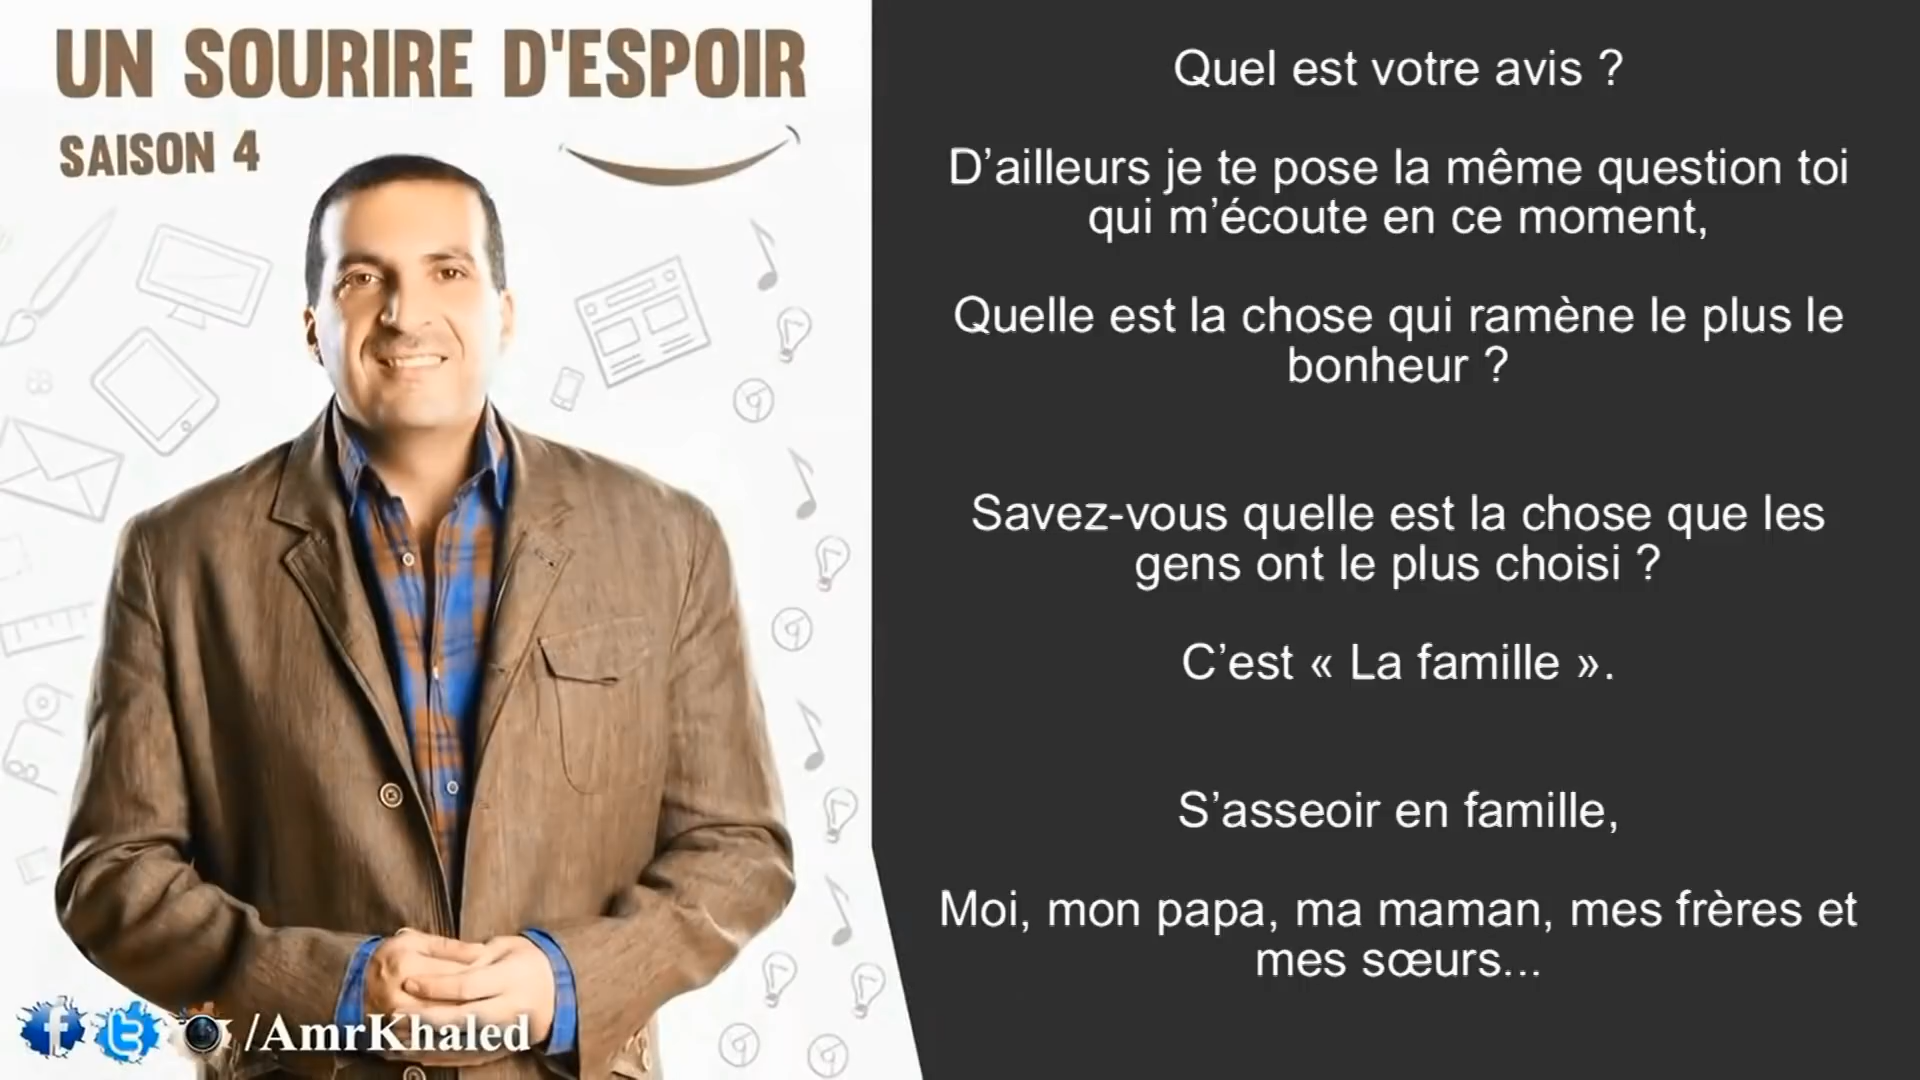 UN SOURIRE D'ESPOIR
SAISON 4
/AmrKhaled
Quel est votre avis ?
D’ailleurs je te pose la même question toi
qui m’écoute en ce moment,
Quelle est la chose qui ramène le plus le
bonheur ?
Savez-vous quelle est la chose que les
gens ont le plus choisi ?
C’est « La famille ».
S’asseoir en famille,
Moi, mon papa, ma maman, mes frères et
mes sœurs...